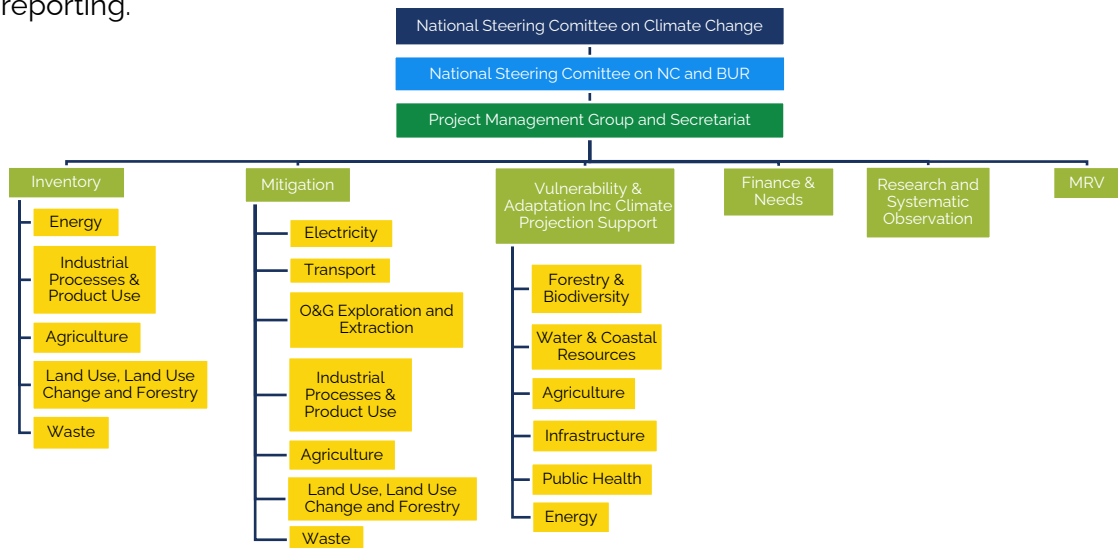 reporting.
National Steering Comittee on Climate Change
National Steering Comittee on NC and BUR
Project Management Group and Secretariat
Inventory
Energy
Industrial
Processes &
Product Use
Agriculture
Land Use, Land Use
Change and Forestry
Waste
Mitigation
Electricity
Transport
O&G Exploration and
Extraction
Industrial
Processes &
Product Use
Agriculture
Land Use, Land Use
Change and Forestry
Waste
Vulnerability &
Adaptation Inc Climate
Projection Support
Forestry &
Biodiversity
Water & Coastal
Resources
Agriculture
Infrastructure
Public Health
Energy
Finance &
Needs
Research and
Systematic
Observation
MRV